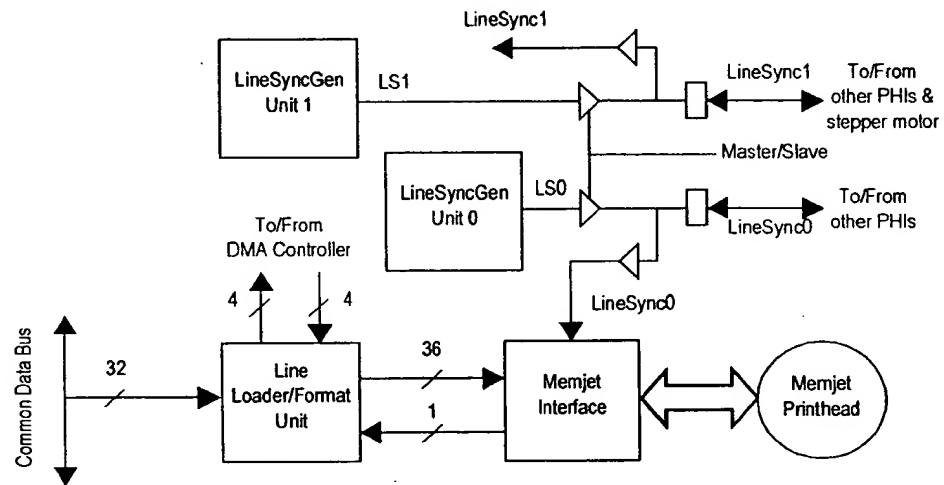 LineSync1
LineSyncGen
Unit 1
LS1
LineSync1
To/From
other PHIs &
stepper motor
Master/Slave
LineSyncGen
Unit 0
LS0
LineSync0
To/From
other PHIs
To/From
DMA Controller
4
4
LineSync0
Common Data Bus
32
Line
Loader/Format
Unit
36
1
Memjet
Interface
Memjet
Printhead